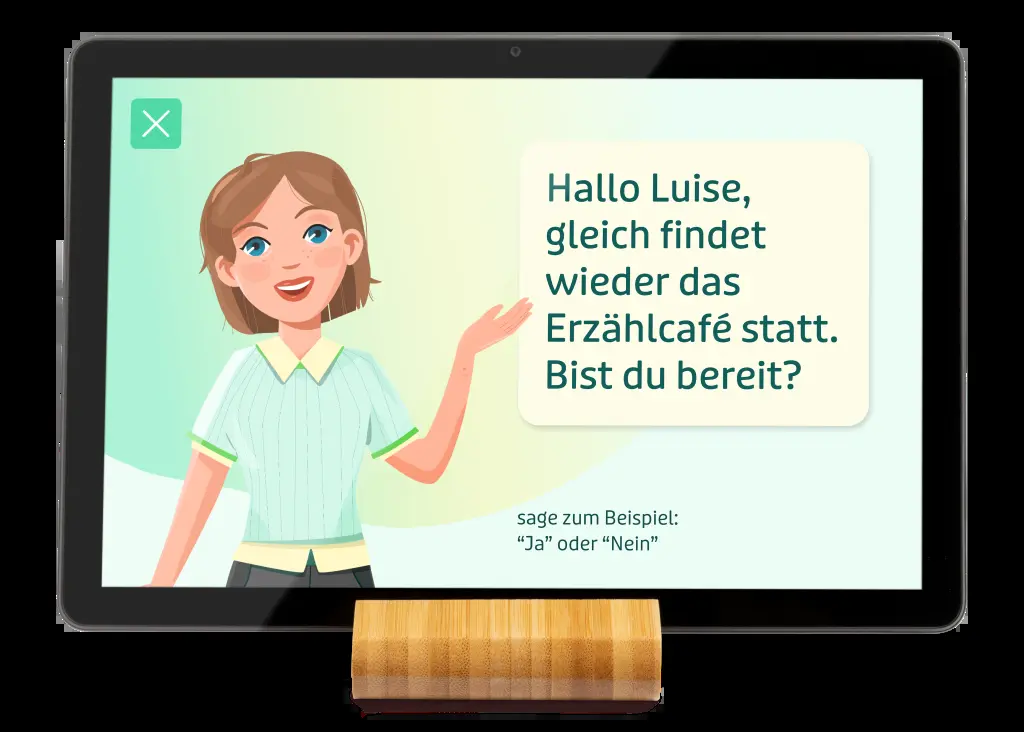 Hallo Luise,
gleich findet
wieder das
Erzählcafé statt.
Bist du bereit?
sage zum Beispiel:
“Ja” oder “Nein”